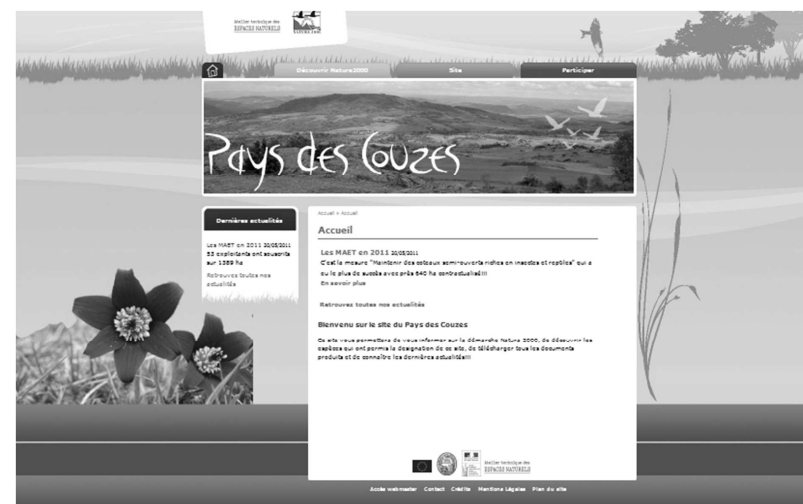 Atelier technique des
ESPACES NATURELS
NATURA 2000
Découvrir Natura2000
Site
Participer
Pays des Couzes
Dernières actualités
Les MAET en 2011 20/05/2011
53 exploitants ont souscrits
sur 1389 ha
Retrouvez toutes nos
actualités
Accueil » Accueil
Accueil
Les MAET en 2011 20/05/2011
C'est la mesure "Maintenir des coteaux semi-ouverts riches en insectes et reptiles" qui a
eu le plus de succès avec près 640 ha contractualisé!!!
En savoir plus
Retrouvez toutes nos actualités
Bienvenu sur le site du Pays des Couzes
Ce site vous permettera de vous informer sur la démarche Natura 2000, de découvrir les
espèces qui ont permis la designation de ce site, de télécharger tous les documents
produits et de connaître les dernières actualités!!!
Atelier technique des
ESPACES NATURELS
Accès webmaster Contact Crédits Mentions Légales Plan du site